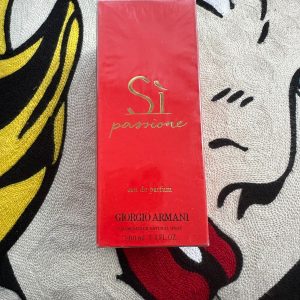 Sì
passione
eau de parfum
GIORGIO ARMANI